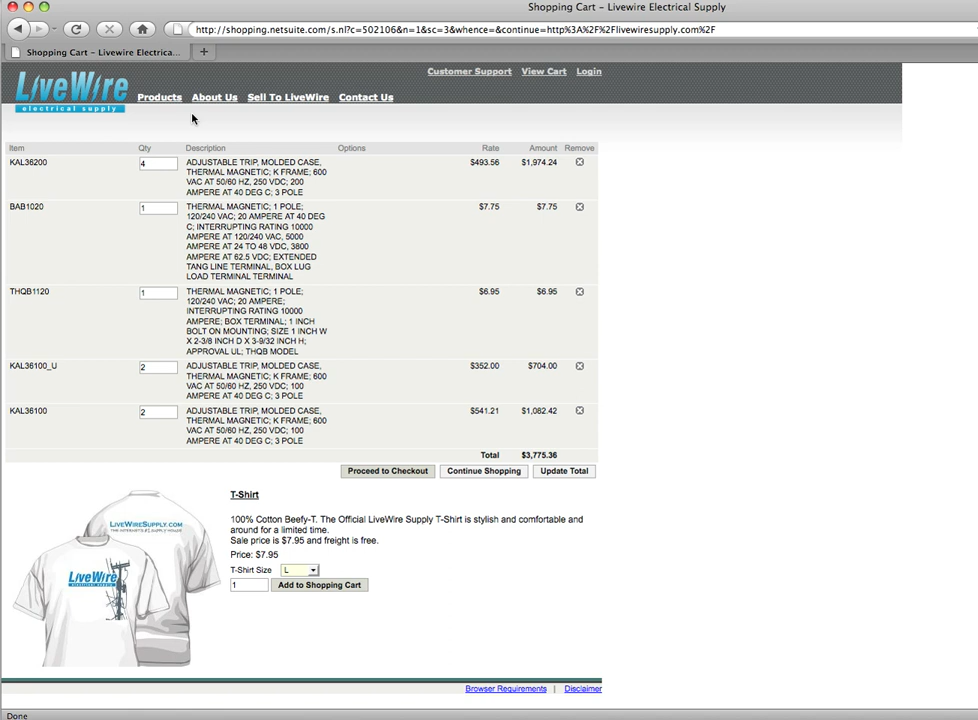 Shopping Cart – Livewire Electrical Supply
http://shopping.netsuite.com/s.nl?c=502106&n=1&sc=3&whence=&continue=http%3A%2F%2Flivewiresupply.com%2F
Shopping Cart – Livewire Electrica...
+
Customer Support View Cart Login
LiveWire
electrical supply
Products About Us Sell To LiveWire Contact Us
Item Qty Description Options Rate Amount Remove
KAL36200 4 ADJUSTABLE TRIP, MOLDED CASE, $493.56 $1,974.24
THERMAL MAGNETIC; K FRAME; 600
VAC AT 50/60 HZ, 250 VDC; 200
AMPERE AT 40 DEG C; 3 POLE
BAB1020 1 THERMAL MAGNETIC; 1 POLE; $7.75 $7.75
120/240 VAC; 20 AMPERE AT 40 DEG
C; INTERRUPTING RATING 10000
AMPERE AT 120/240 VAC, 5000
AMPERE AT 24 TO 48 VDC, 3800
AMPERE AT 62.5 VDC; EXTENDED
TANG LINE TERMINAL, BOX LUG
LOAD TERMINAL TERMINAL
THQB1120 1 THERMAL MAGNETIC; 1 POLE; $6.95 $6.95
120/240 VAC; 20 AMPERE;
INTERRUPTING RATING 10000
AMPERE; BOX TERMINAL; 1 INCH
BOLT ON MOUNTING; SIZE 1 INCH W
X 2-3/8 INCH D X 3-9/32 INCH H;
APPROVAL UL; THQB MODEL
KAL36100_U 2 ADJUSTABLE TRIP, MOLDED CASE, $352.00 $704.00
THERMAL MAGNETIC; K FRAME; 600
VAC AT 50/60 HZ, 250 VDC; 100
AMPERE AT 40 DEG C; 3 POLE
KAL36100 2 ADJUSTABLE TRIP, MOLDED CASE, $541.21 $1,082.42
THERMAL MAGNETIC; K FRAME; 600
VAC AT 50/60 HZ, 250 VDC; 100
AMPERE AT 40 DEG C; 3 POLE
Total $3,775.36
Proceed to Checkout Continue Shopping Update Total
T-Shirt
100% Cotton Beefy-T. The Official LiveWire Supply T-Shirt is stylish and comfortable and
around for a limited time.
Sale price is $7.95 and freight is free.
Price: $7.95
T-Shirt Size L
1 Add to Shopping Cart
LIVEWIRESUPPLY.COM
LiveWire
Browser Requirements | Disclaimer
Done